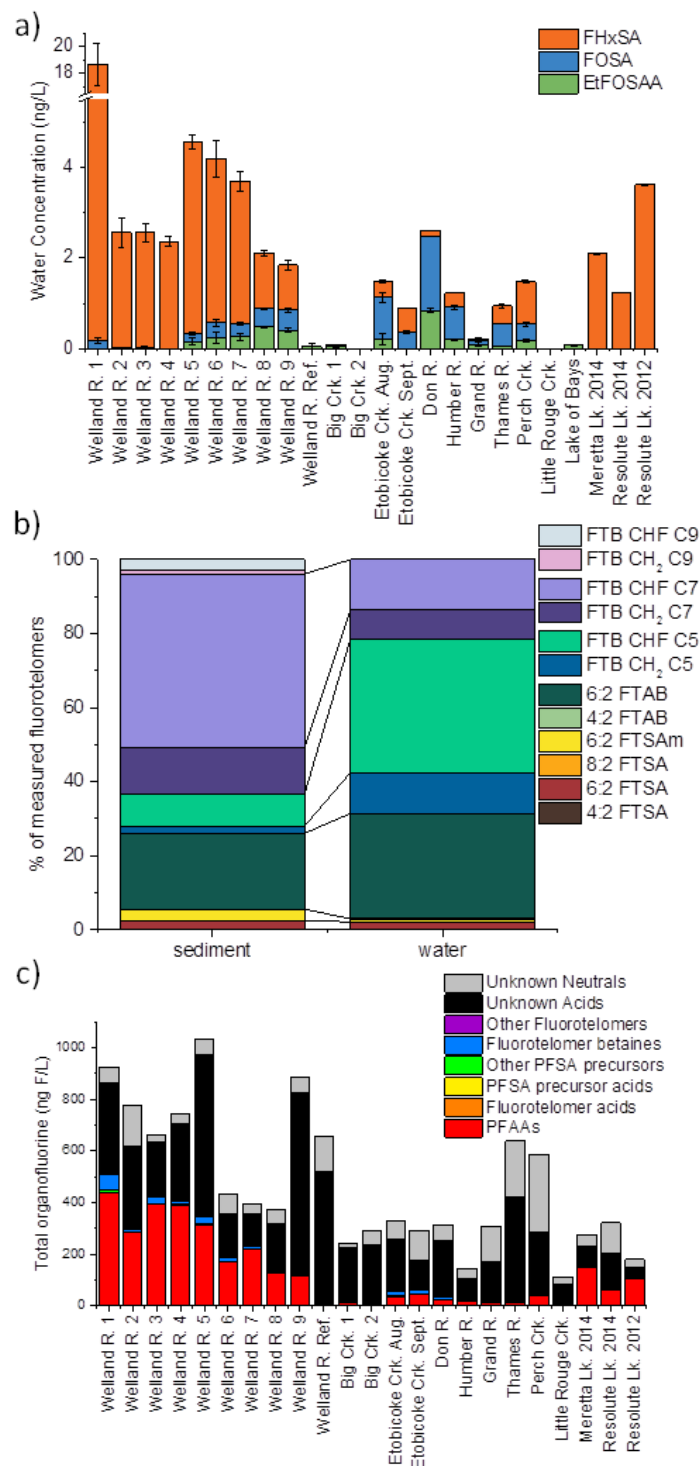 a)
FHxSA
FOSA
EtFOSAA
Water Concentration (ng/L)
20
18
4
2
0
Welland R. 1
Welland R. 2
Welland R. 3
Welland R. 4
Welland R. 5
Welland R. 6
Welland R. 7
Welland R. 8
Welland R. 9
Welland R. Ref.
Big Crk. 1
Big Crk. 2
Etobicoke Crk. Aug.
Etobicoke Crk. Sept.
Don R.
Humber R.
Grand R.
Thames R.
Perch Crk.
Little Rouge Crk.
Lake of Bays
Meretta Lk. 2014
Resolute Lk. 2014
Resolute Lk. 2012
b)
% of measured fluorotelomers
100
80
60
40
20
0
sediment
water
FTB CHF C9
FTB CH₂ C9
FTB CHF C7
FTB CH₂ C7
FTB CHF C5
FTB CH₂ C5
6:2 FTAB
4:2 FTAB
6:2 FTSAm
8:2 FTSA
6:2 FTSA
4:2 FTSA
c)
Unknown Neutrals
Unknown Acids
Other Fluorotelomers
Fluorotelomer betaines
Other PFSA precursors
PFSA precursor acids
Fluorotelomer acids
PFAAs
Total organofluorine (ng F/L)
1000
800
600
400
200
0
Welland R. 1
Welland R. 2
Welland R. 3
Welland R. 4
Welland R. 5
Welland R. 6
Welland R. 7
Welland R. 8
Welland R. 9
Welland R. Ref.
Big Crk. 1
Big Crk. 2
Etobicoke Crk. Aug.
Etobicoke Crk. Sept.
Don R.
Humber R.
Grand R.
Thames R.
Perch Crk.
Little Rouge Crk.
Meretta Lk. 2014
Resolute Lk. 2014
Resolute Lk. 2012